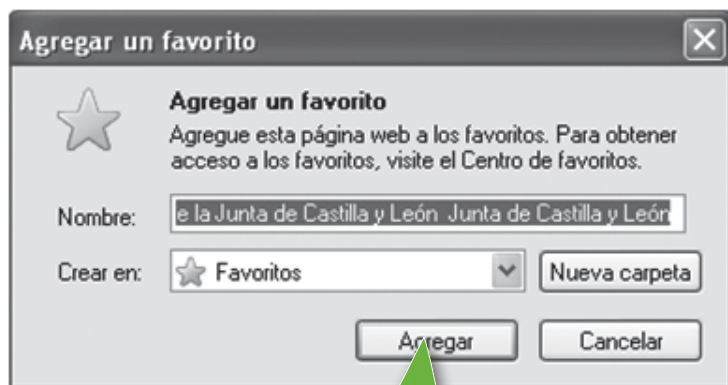 Agregar un favorito
Agregar un favorito
Agregue esta página web a los favoritos. Para obtener
acceso a los favoritos, visite el Centro de favoritos.
Nombre: e la Junta de Castilla y León Junta de Castilla y León
Crear en: Favoritos Nueva carpeta
Agregar Cancelar